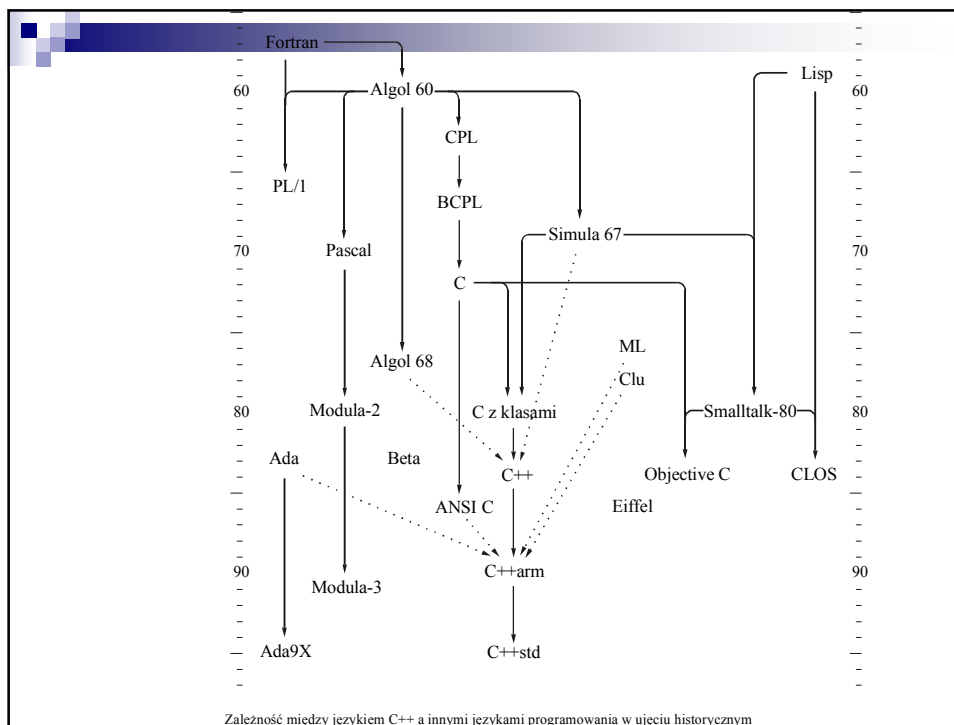 Fortran
Lisp
60 Algol 60 60
CPL
PL/1
BCPL
Simula 67
70 Pascal 70
C
ML
Algol 68
Clu
80 Modula-2 C z klasami Smalltalk-80 80
Ada Beta
C++ Objective C CLOS
ANSI C Eiffel
90 C++arm 90
Modula-3
Ada9X C++std
Zależność między językiem C++ a innymi językami programowania w ujęciu historycznym